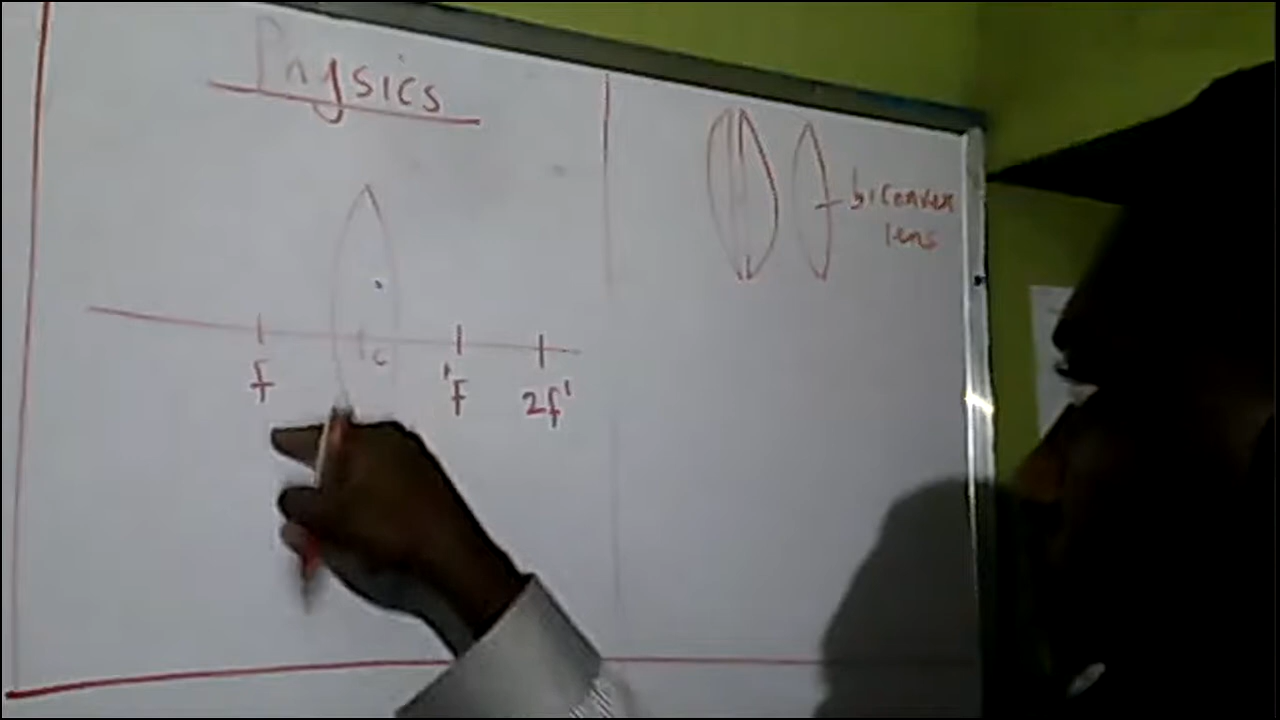 Physics
biconvex
lens
c
f
'F
2f'